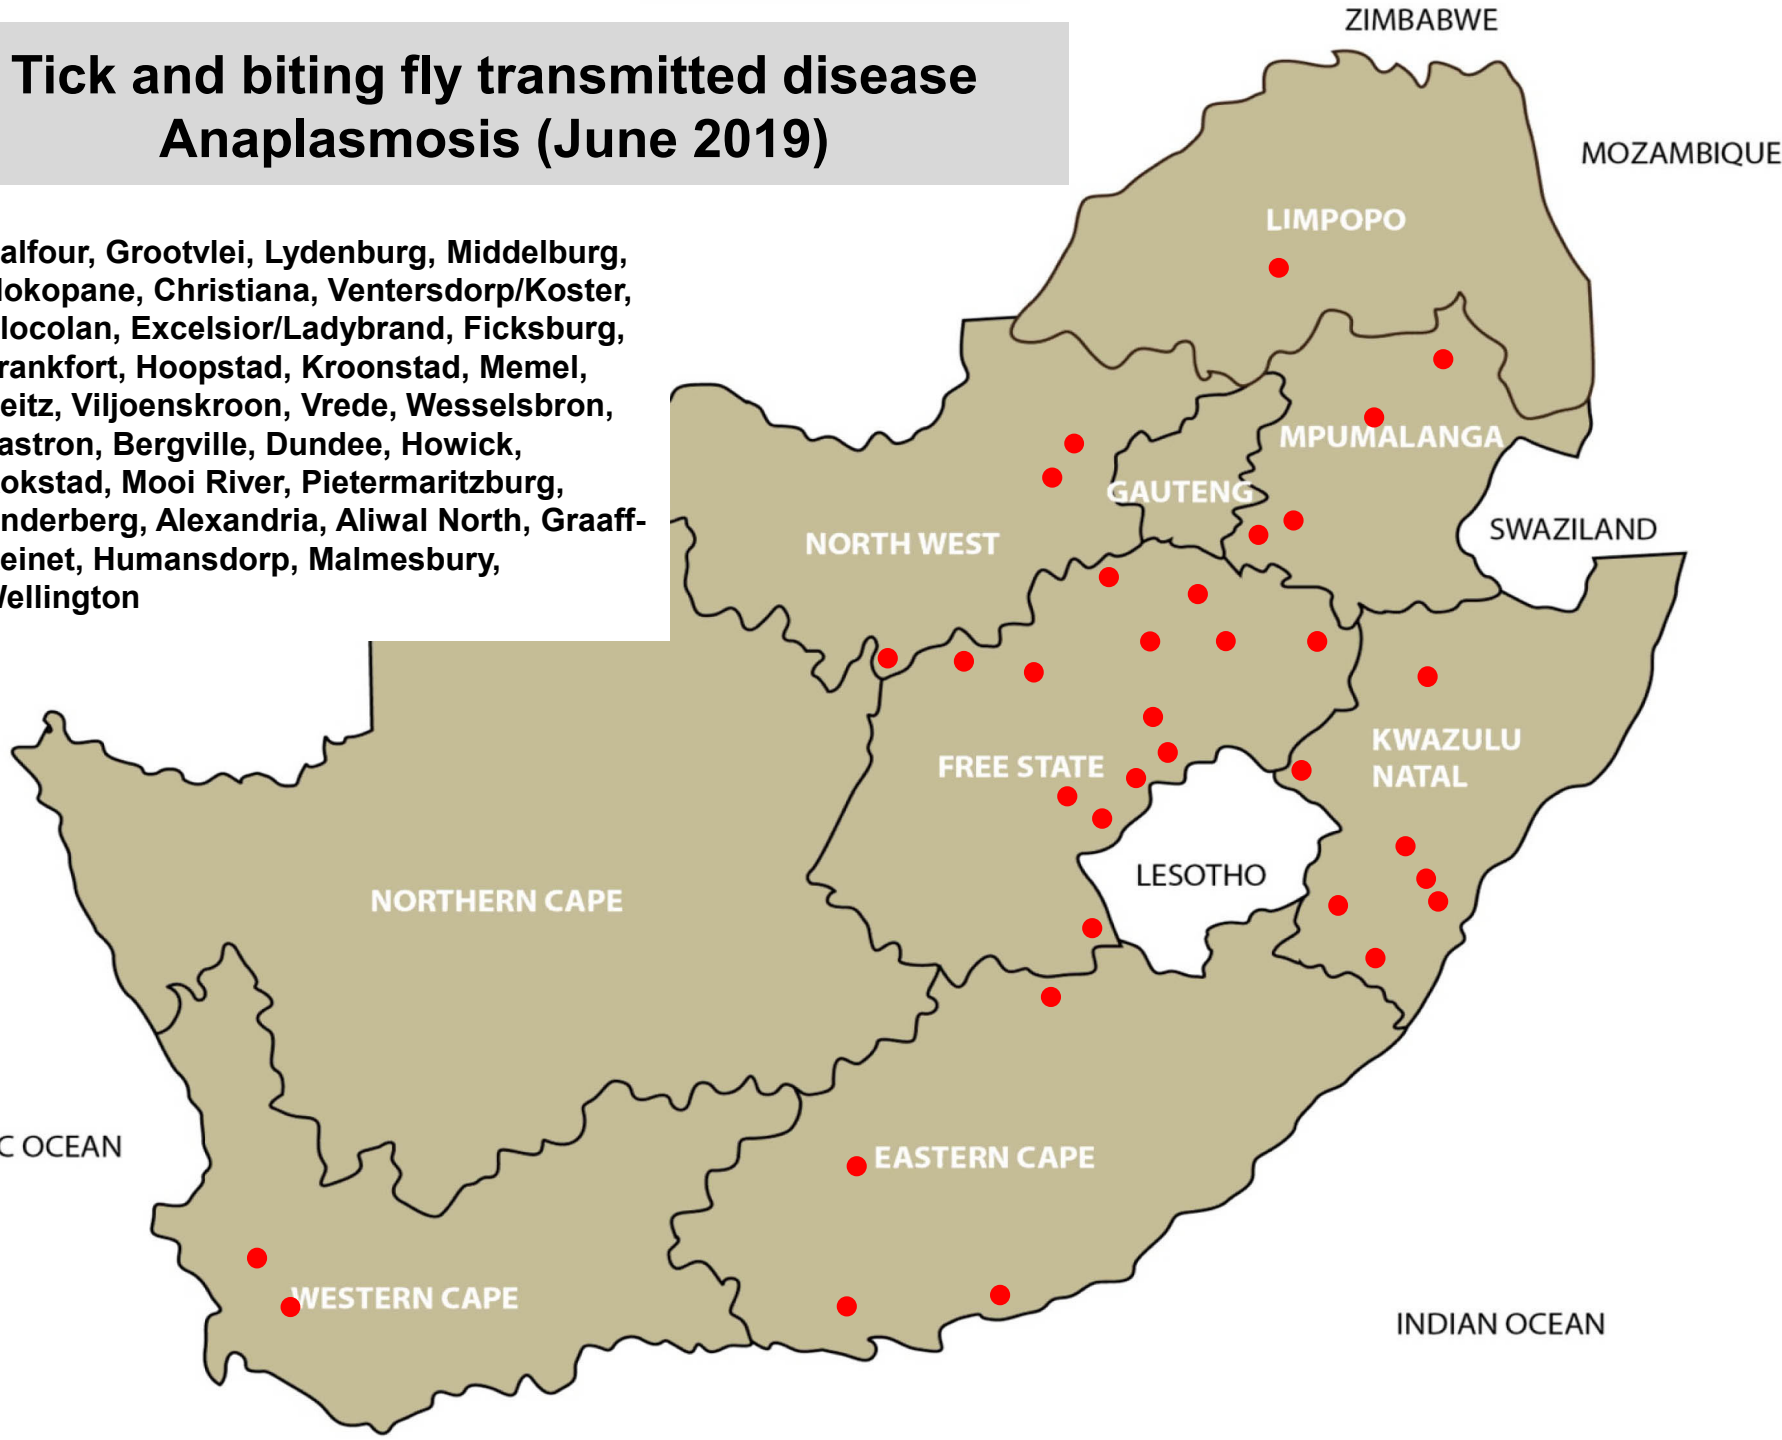 ZIMBABWE
Tick and biting fly transmitted disease
Anaplasmosis (June 2019)
MOZAMBIQUE
LIMPOPO
alfour, Grootvlei, Lydenburg, Middelburg,
lokopane, Christiana, Ventersdorp/Koster,
locolan, Excelsior/Ladybrand, Ficksburg,
rankfort, Hoopstad, Kroonstad, Memel,
eitz, Viljoenskroon, Vrede, Wesselsbron,
astron, Bergville, Dundee, Howick,
okstad, Mooi River, Pietermaritzburg,
nderberg, Alexandria, Aliwal North, Graaff-
einet, Humansdorp, Malmesbury,
Wellington
MPUMALANGA
GAUTENG
NORTH WEST
SWAZILAND
KWAZULU
NATAL
FREE STATE
LESOTHO
NORTHERN CAPE
C OCEAN
EASTERN CAPE
WESTERN CAPE
INDIAN OCEAN